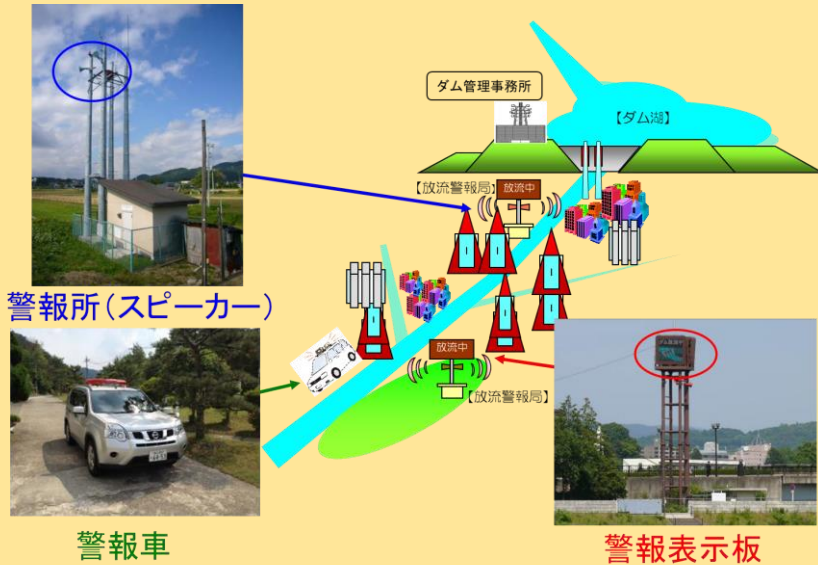 ダム管理事務所
【ダム湖】
【放流警報局】
放流中
警報所(スピーカー)
放流中
【放流警報局】
警報車
警報表示板